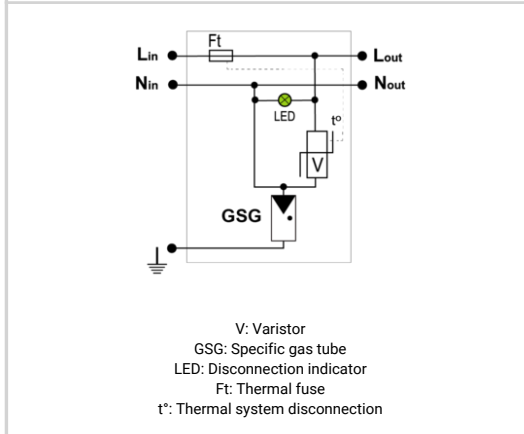 Ft
Lin
Lout
Nin
Nout
LED
t°
V
GSG
V: Varistor
GSG: Specific gas tube
LED: Disconnection indicator
Ft: Thermal fuse
t°: Thermal system disconnection